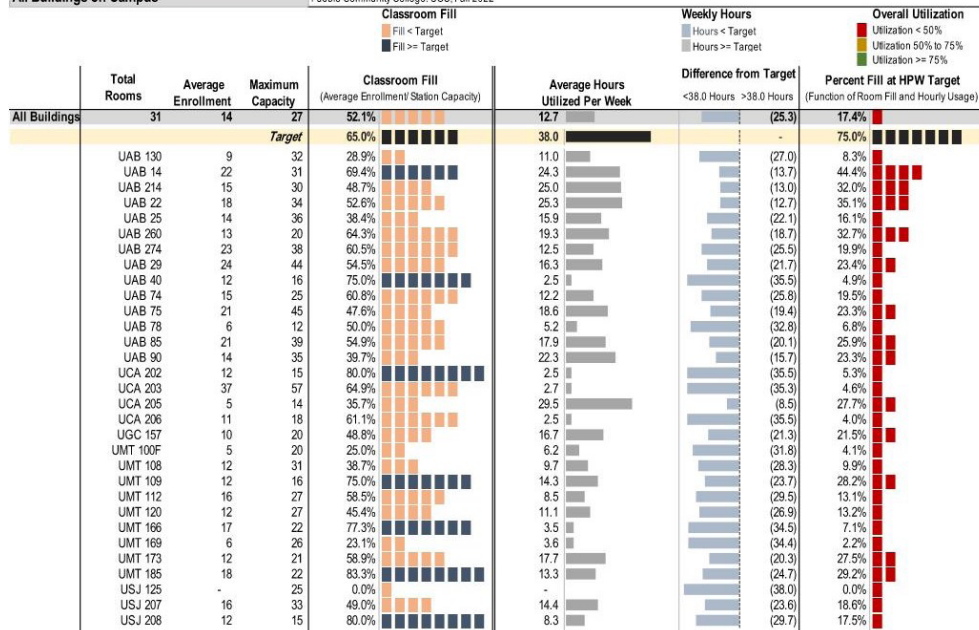 All Buildings on Campus Pueblo Community College: UCC, Fall 2022
Classroom Fill Weekly Hours Overall Utilization
Fill < Target Hours < Target Utilization < 50%
Fill >= Target Hours >= Target Utlization 50% to 75%
Utilization >= 75%
Total Rooms Average Enrollment Maximum Capacity Classroom Fill Average Hours Utilized Per Week Difference from Target Percent Fill at HPW Target
(Average Enrollment/ Station Capacity) <38.0 Hours >38.0 Hours (Function of Room Fill and Hourly Usage)
All Buildings 31 14 27 52.1% 12.7 (25.3) 17.4%
Target 65.0% 38.0 - 75.0%
UAB 130 9 32 28.9% 11.0 (27.0) 8.3%
UAB 14 22 31 69.4% 24.3 (13.7) 44.4%
UAB 214 15 30 48.7% 25.0 (13.0) 32.0%
UAB 22 18 34 52.6% 25.3 (12.7) 35.1%
UAB 25 14 36 38.4% 15.9 (22.1) 16.1%
UAB 260 13 20 64.3% 19.3 (18.7) 32.7%
UAB 274 23 38 60.5% 12.5 (25.5) 19.9%
UAB 29 24 44 54.5% 16.3 (21.7) 23.4%
UAB 40 12 16 75.0% 2.5 (35.5) 4.9%
UAB 74 15 25 60.8% 12.2 (25.8) 19.5%
UAB 75 21 45 47.6% 18.6 (19.4) 23.3%
UAB 78 6 12 50.0% 5.2 (32.8) 6.8%
UAB 85 21 39 54.9% 17.9 (20.1) 25.9%
UAB 90 14 35 39.7% 22.3 (15.7) 23.3%
UCA 202 12 15 80.0% 2.5 (35.5) 5.3%
UCA 203 37 57 64.9% 2.7 (35.3) 4.6%
UCA 205 5 14 35.7% 29.5 (8.5) 27.7%
UCA 206 11 18 61.1% 2.5 (35.5) 4.0%
UGC 157 10 20 48.8% 16.7 (21.3) 21.5%
UMT 100F 5 20 25.0% 6.2 (31.8) 4.1%
UMT 108 12 31 38.7% 9.7 (28.3) 9.9%
UMT 109 12 16 75.0% 14.3 (23.7) 28.2%
UMT 112 16 27 58.5% 8.5 (29.5) 13.1%
UMT 120 12 27 45.4% 11.1 (26.9) 13.2%
UMT 166 17 22 77.3% 3.5 (34.5) 7.1%
UMT 169 6 26 23.1% 3.6 (34.4) 2.2%
UMT 173 12 21 58.9% 17.7 (20.3) 27.5%
UMT 185 18 22 83.3% 13.3 (24.7) 29.2%
USJ 125 - 25 0.0% - (38.0) 0.0%
USJ 207 16 33 49.0% 14.4 (23.6) 18.6%
USJ 208 12 15 80.0% 8.3 (29.7) 17.5%